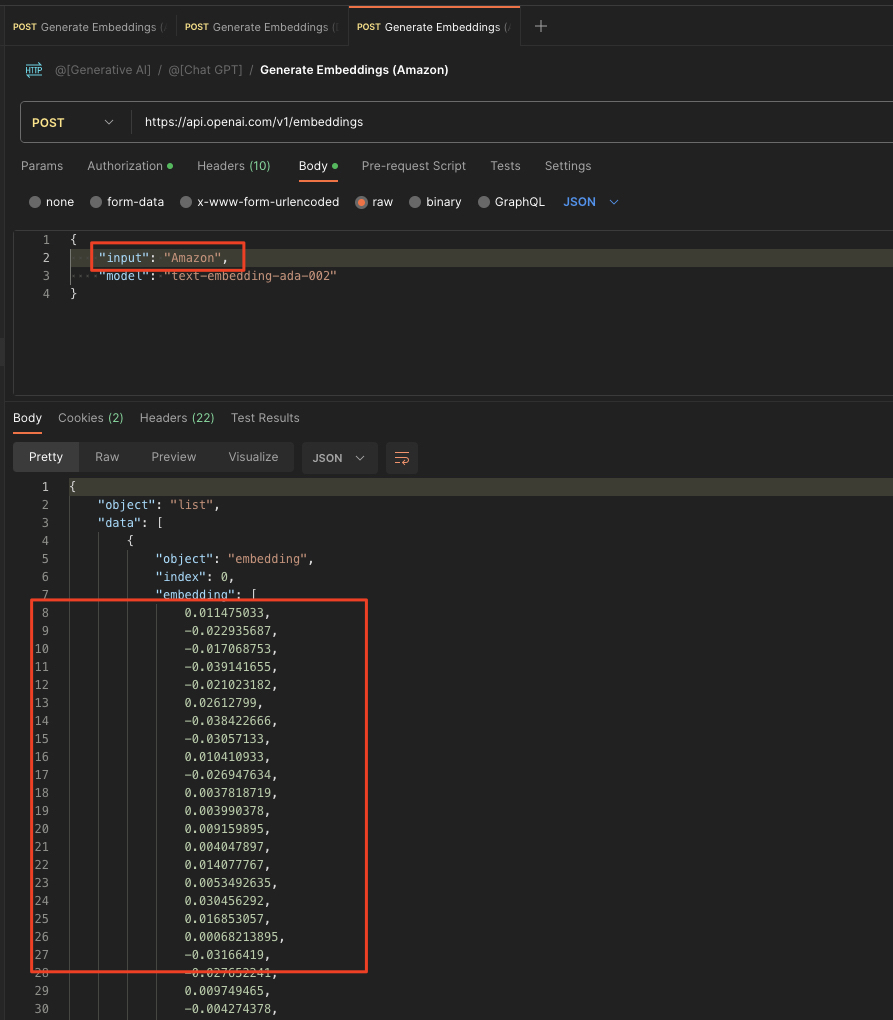 POST Generate Embeddings (
POST Generate Embeddings (
POST Generate Embeddings (
HTTP @[Generative AI] / @[Chat GPT] / Generate Embeddings (Amazon)
POST https://api.openai.com/v1/embeddings
Params Authorization Headers (10) Body Pre-request Script Tests Settings
none form-data x-www-form-urlencoded raw binary GraphQL JSON
1 {
2 "input": "Amazon",
3 "model": "text-embedding-ada-002"
4 }
Body Cookies (2) Headers (22) Test Results
Pretty Raw Preview Visualize JSON
1 {
2 "object": "list",
3 "data": [
4 {
5 "object": "embedding",
6 "index": 0,
7 "embedding": [
8 0.011475033,
9 -0.022935687,
10 -0.017068753,
11 -0.039141655,
12 -0.021023182,
13 0.02612799,
14 -0.038422666,
15 -0.03057133,
16 0.010410933,
17 -0.026947634,
18 0.0037818719,
19 0.003990378,
20 0.009159895,
21 0.004047897,
22 0.014077767,
23 0.0053492635,
24 0.030456292,
25 0.016853057,
26 0.00068213895,
27 -0.03166419,
28 -0.027652241,
29 0.009749465,
30 -0.004274378,